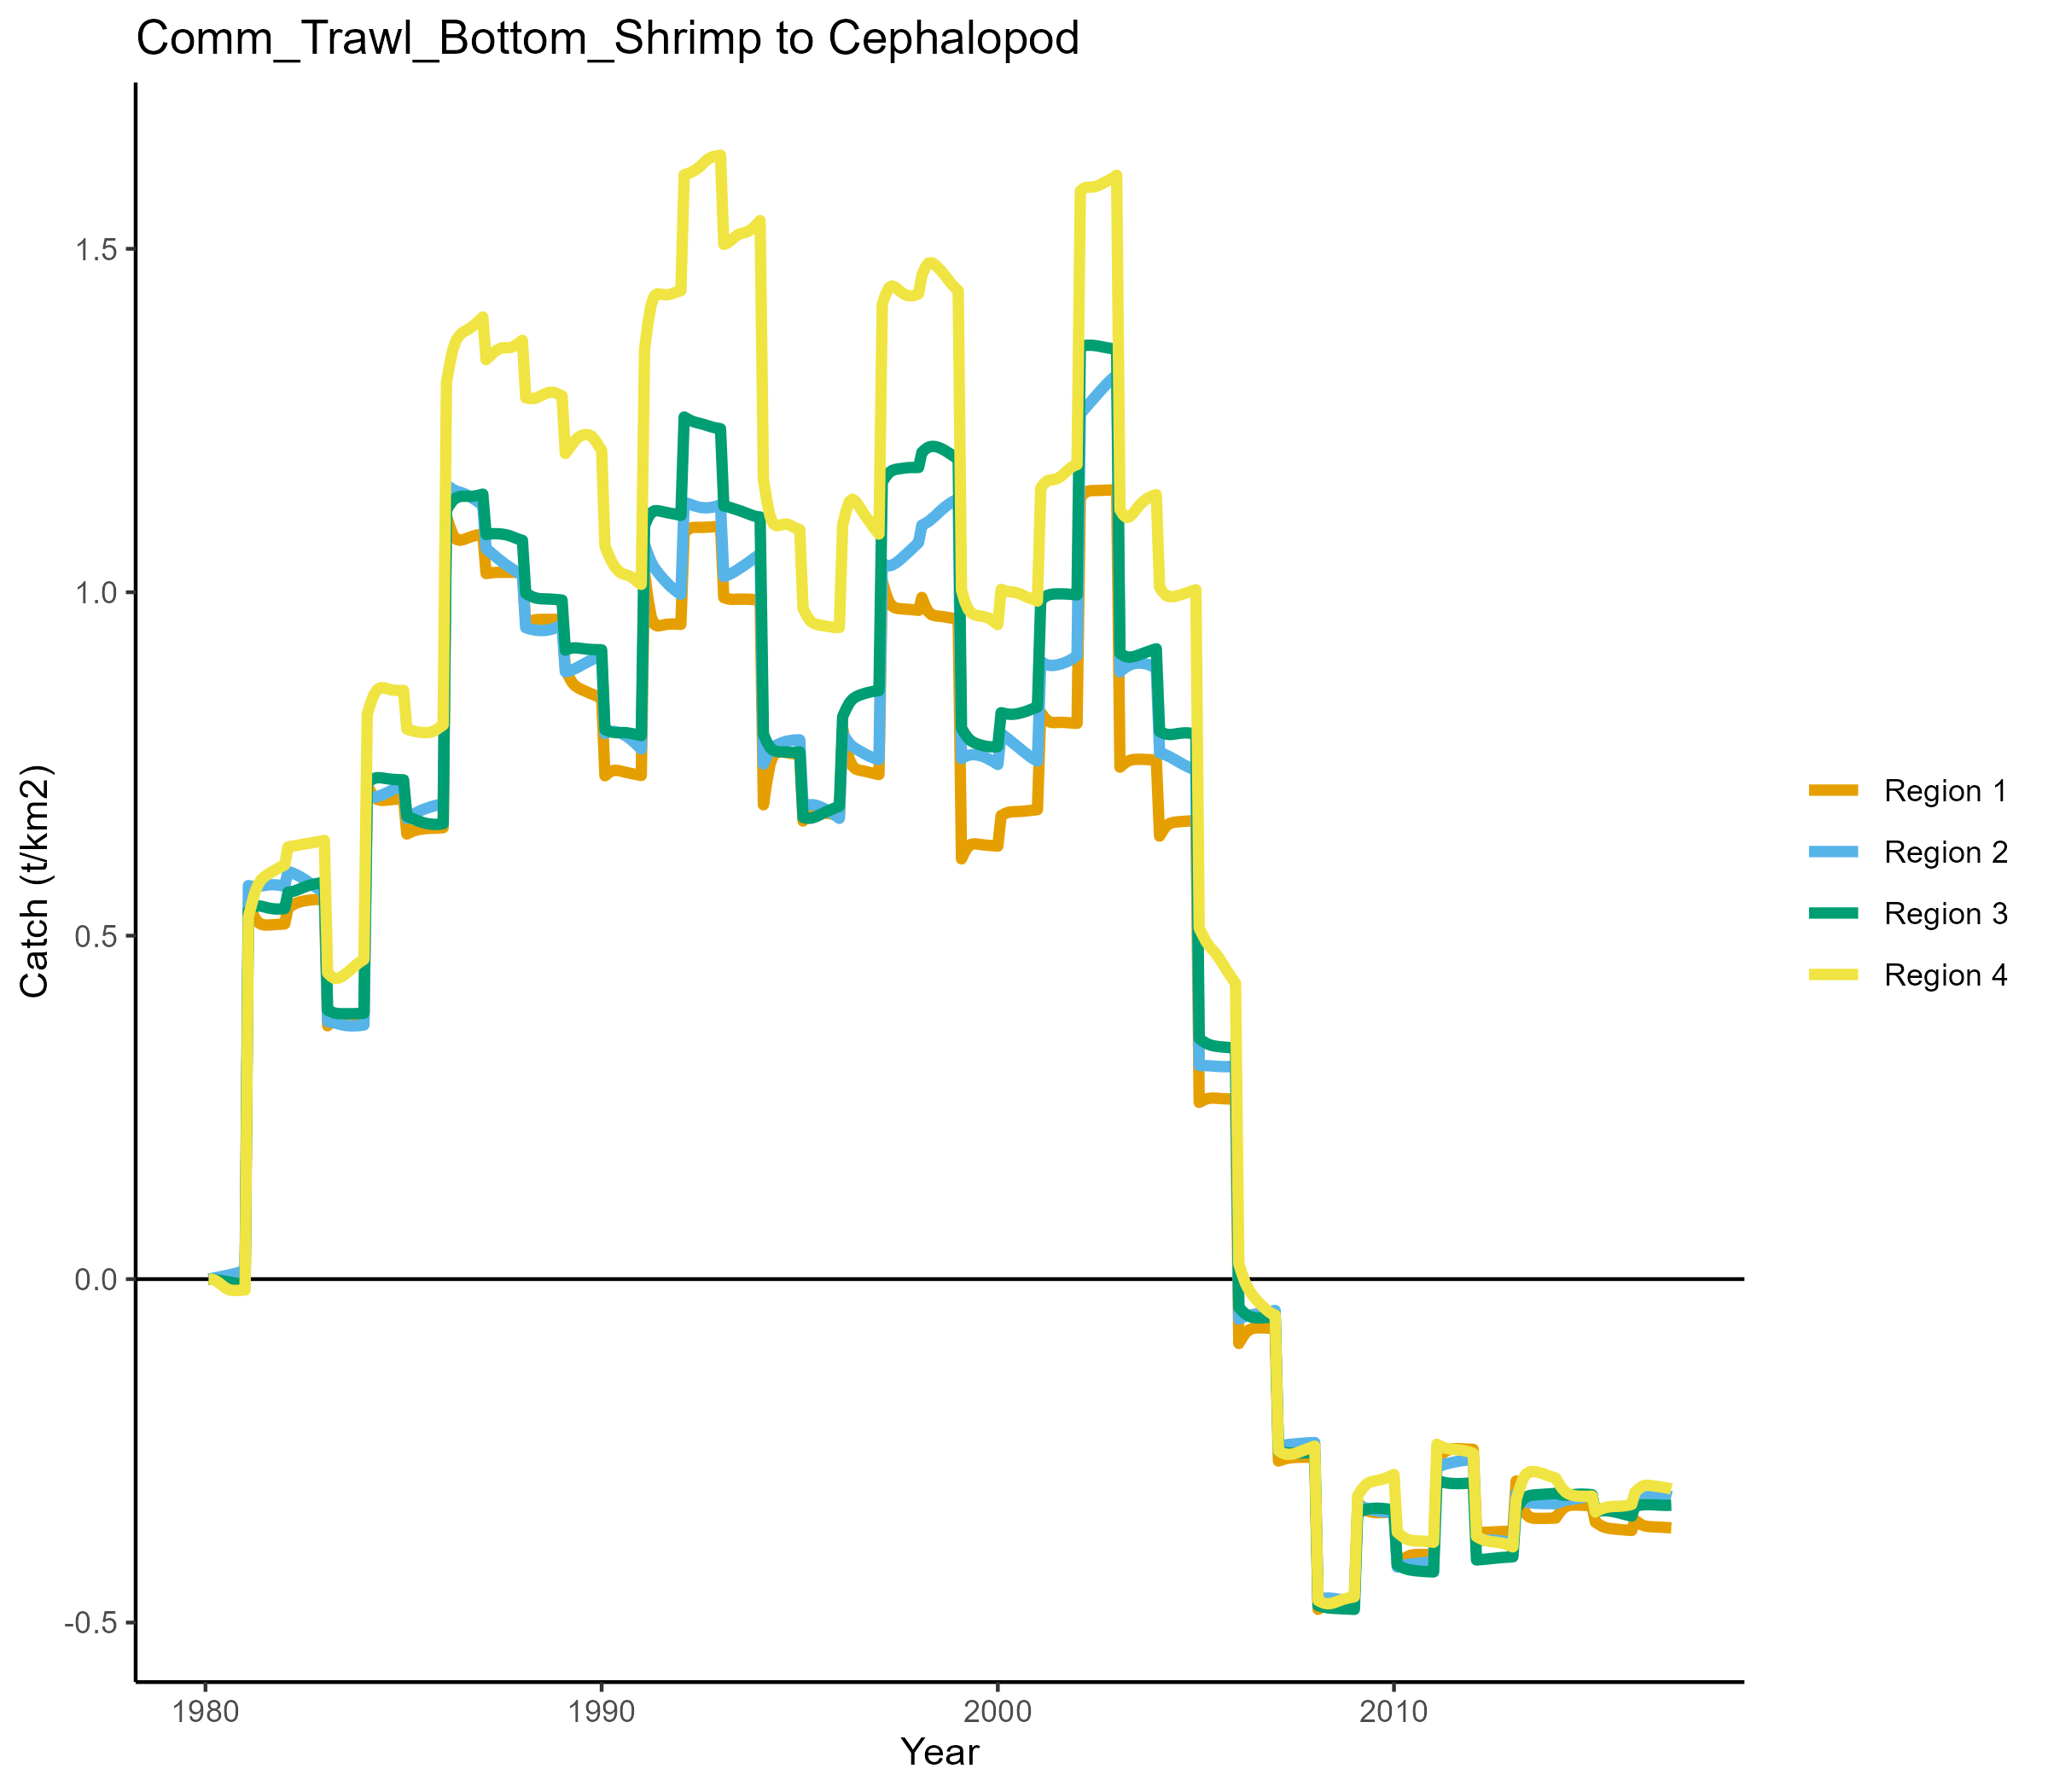 Comm_Trawl_Bottom_Shrimp to Cephalopod
Catch (t/km2)
1.5
1.0
0.5
0.0
-0.5
1980
1990
2000
2010
Year
Region 1
Region 2
Region 3
Region 4